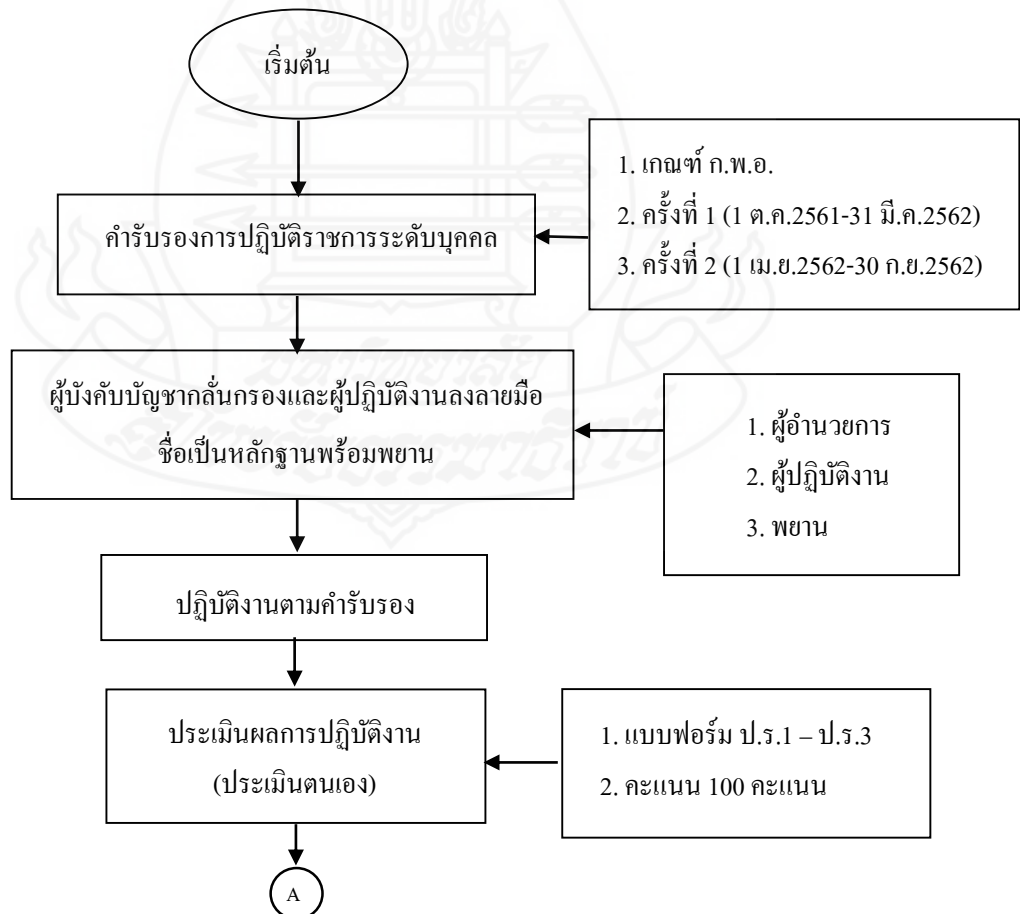 เริ่มต้น
1. เกณฑ์ ก.พ.อ.
2. ครั้งที่ 1 (1 ต.ค.2561-31 มี.ค.2562)
3. ครั้งที่ 2 (1 เม.ย.2562-30 ก.ย.2562)
คำรับรองการปฏิบัติราชการระดับบุคคล
ผู้บังคับบัญชากลั่นกรองและผู้ปฏิบัติงานลงลายมือ
ชื่อเป็นหลักฐานพร้อมพยาน
1. ผู้อำนวยการ
2. ผู้ปฏิบัติงาน
3. พยาน
ปฏิบัติงานตามคำรับรอง
ประเมินผลการปฏิบัติงาน
(ประเมินตนเอง)
1. แบบฟอร์ม ป.ร.1 – ป.ร.3
2. คะแนน 100 คะแนน
A